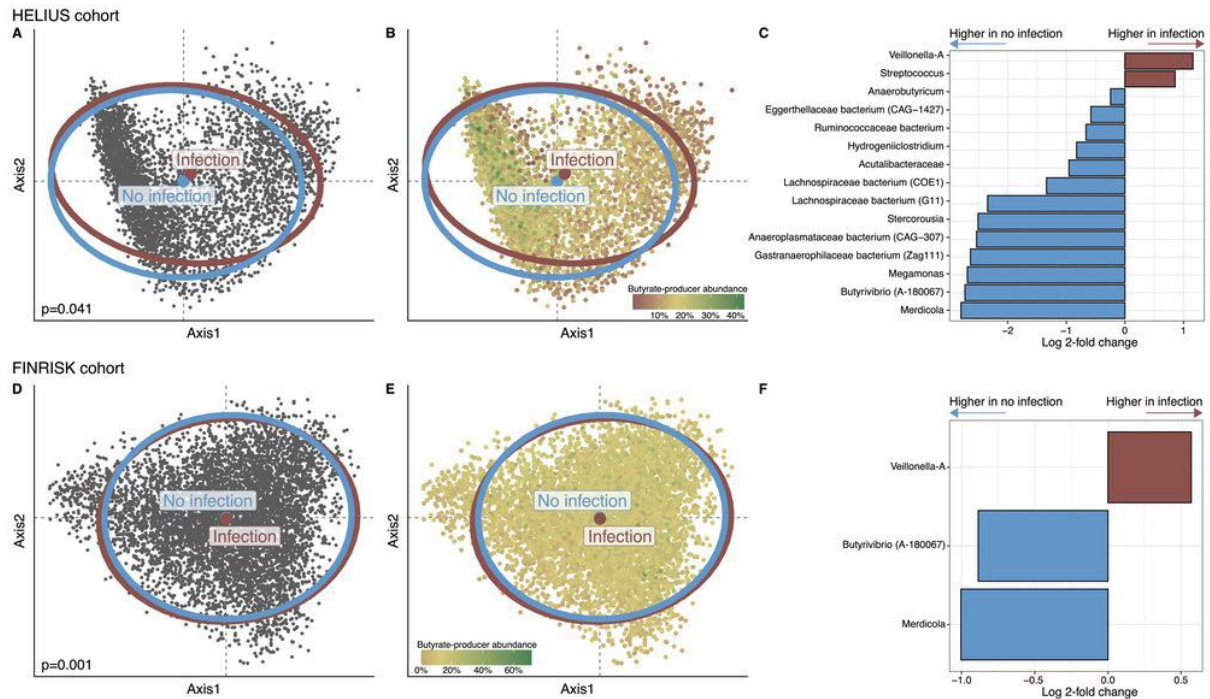 HELIUS cohort
A
Axis2
Infection
No infection
p=0.041
Axis1
B
Axis2
Infection
No infection
Butyrate-producer abundance
10% 20% 30% 40%
Axis1
C
Higher in no infection
Higher in infection
Veillonella-A
Streptococcus
Anaerobutyricum
Eggerthellaceae bacterium (CAG-1427)
Ruminococcaceae bacterium
Hydrogeniiclostridium
Acutalibacteraceae
Lachnospiraceae bacterium (COE1)
Lachnospiraceae bacterium (G11)
Stercorousia
Anaeroplasmataceae bacterium (CAG-307)
Gastranaerophilaceae bacterium (Zag111)
Megamonas
Butyrivibrio (A-180067)
Merdicola
-2 -1 0 1
Log 2-fold change
FINRISK cohort
D
Axis2
No infection
Infection
p=0.001
Axis1
E
Axis2
No infection
Infection
Butyrate-producer abundance
0% 20% 40% 60%
Axis1
F
Higher in no infection
Higher in infection
Veillonella-A
Butyrivibrio (A-180067)
Merdicola
-1.0 -0.5 0.0 0.5
Log 2-fold change